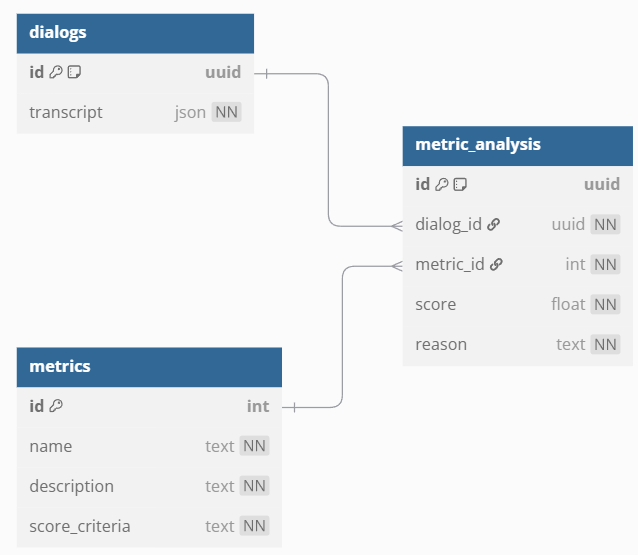 dialogs
id uuid
transcript json NN
metric_analysis
id uuid
dialog_id uuid NN
metric_id int NN
score float NN
reason text NN
metrics
id int
name text NN
description text NN
score_criteria text NN